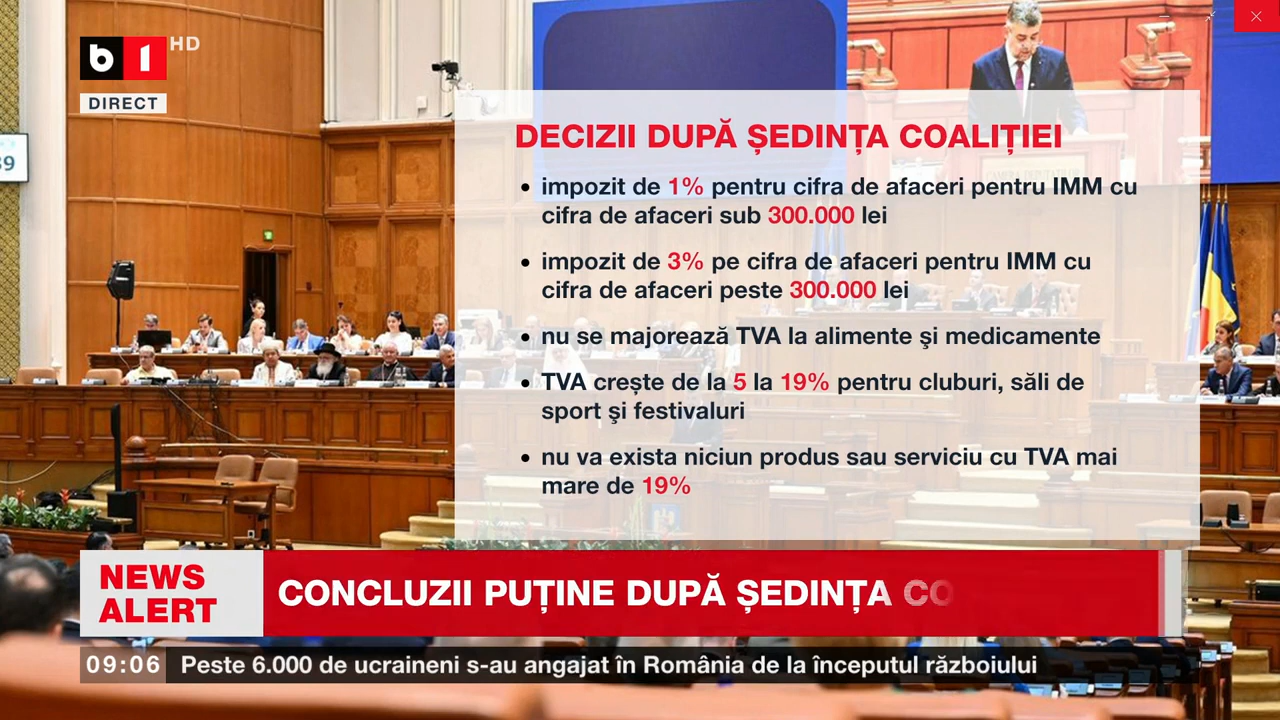 b1 HD
DIRECT
39
CAMERA DEPUTAȚILOR
DECIZII DUPĂ ȘEDINȚA COALIȚIEI
• impozit de 1% pentru cifra de afaceri pentru IMM cu
cifra de afaceri sub 300.000 lei
• impozit de 3% pe cifra de afaceri pentru IMM cu
cifra de afaceri peste 300.000 lei
• nu se majorează TVA la alimente şi medicamente
• TVA crește de la 5 la 19% pentru cluburi, săli de
sport şi festivaluri
• nu va exista niciun produs sau serviciu cu TVA mai
mare de 19%
NEWS
ALERT
CONCLUZII PUȚINE DUPĂ ȘEDINȚA CO
09:06 Peste 6.000 de ucraineni s-au angajat în România de la începutul războiului